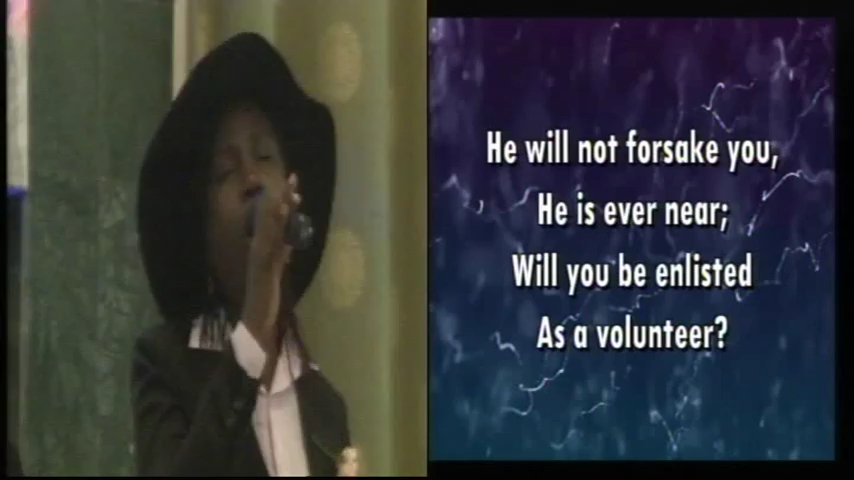 He will not forsake you,
He is ever near;
Will you be enlisted
As a volunteer?